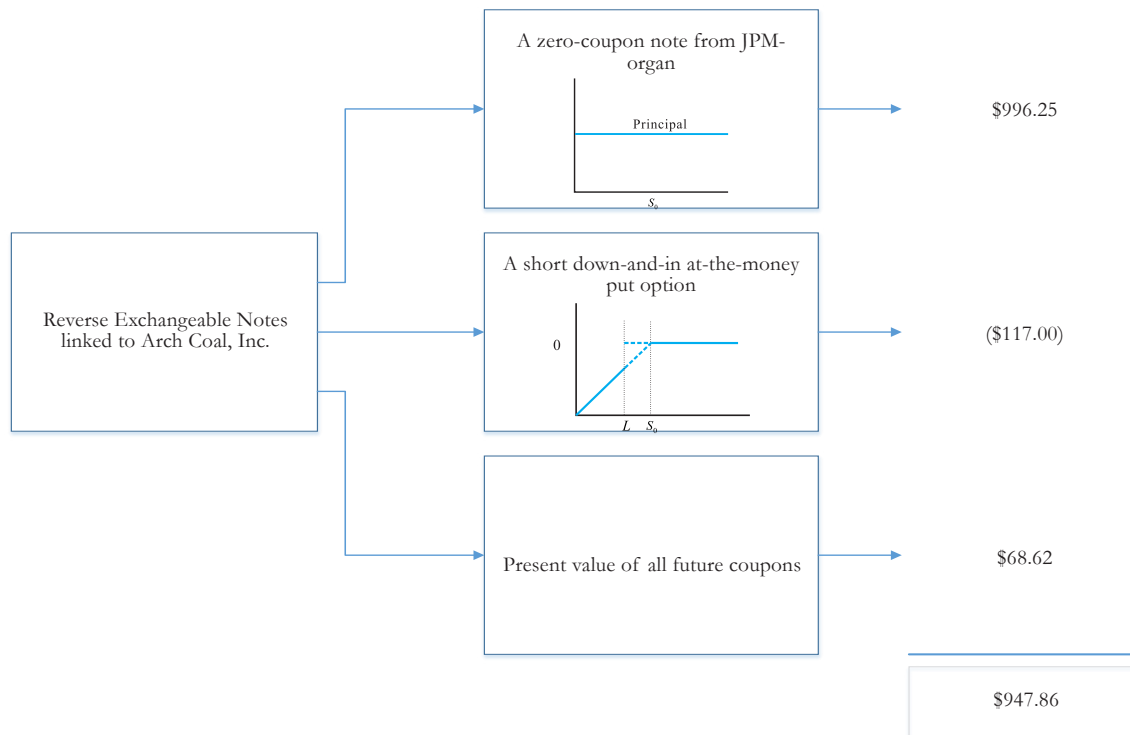 A zero-coupon note from JPM-
organ
Principal
S₀
$996.25
Reverse Exchangeable Notes
linked to Arch Coal, Inc.
A short down-and-in at-the-money
put option
0
L S₀
($117.00)
Present value of all future coupons
$68.62
$947.86